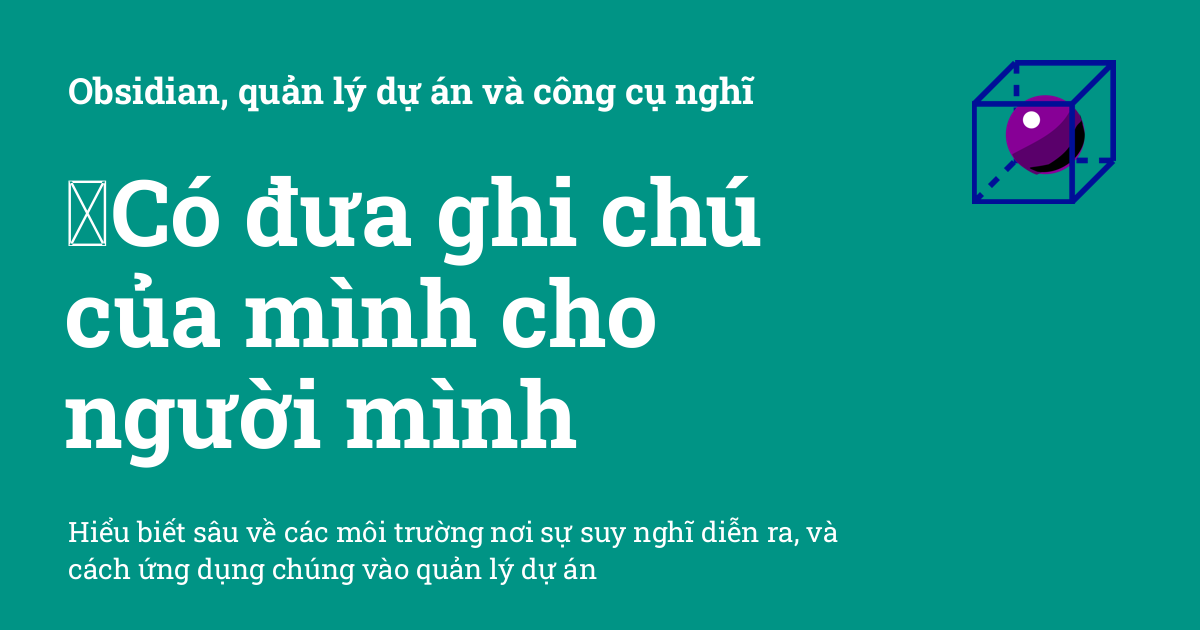 Obsidian, quản lý dự án và công cụ nghĩ
Có đưa ghi chú
của mình cho
người mình
Hiểu biết sâu về các môi trường nơi sự suy nghĩ diễn ra, và
cách ứng dụng chúng vào quản lý dự án